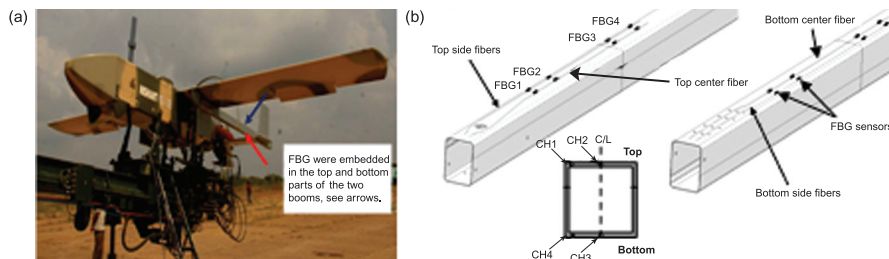 (a)
FBG were embedded
in the top and bottom
parts of the two
booms, see arrows.
(b)
FBG4
FBG3
Top side fibers
FBG2
FBG1
Top center fiber
Bottom center fiber
FBG sensors
Bottom side fibers
C/L
CH1
CH2
Top
CH4
CH3
Bottom